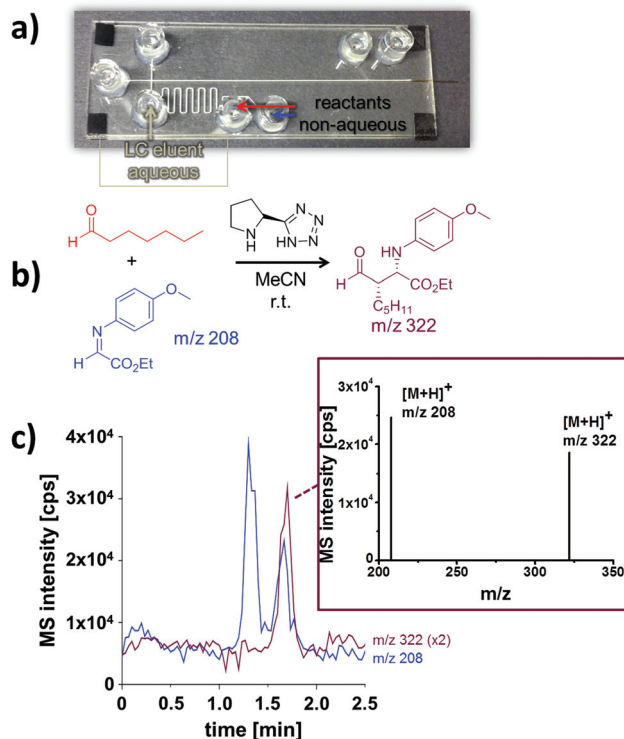 a)
reactants
non-aqueous
LC eluent
aqueous
b)
O
H
+
N
H
N
N
N
HN
MeCN
r.t.
O
N
H
CO₂Et
m/z 208
O
HN
O
H
CO₂Et
C₅H₁₁
m/z 322
c)
MS intensity [cps]
4x10⁴
3x10⁴
2x10⁴
1x10⁴
0
0
0.5
1.0
1.5
2.0
2.5
time [min]
m/z 322 (x2)
m/z 208
MS intensity [cps]
3x10⁴
2x10⁴
1x10⁴
0
200
250
300
350
m/z
[M+H]⁺
m/z 208
[M+H]⁺
m/z 322